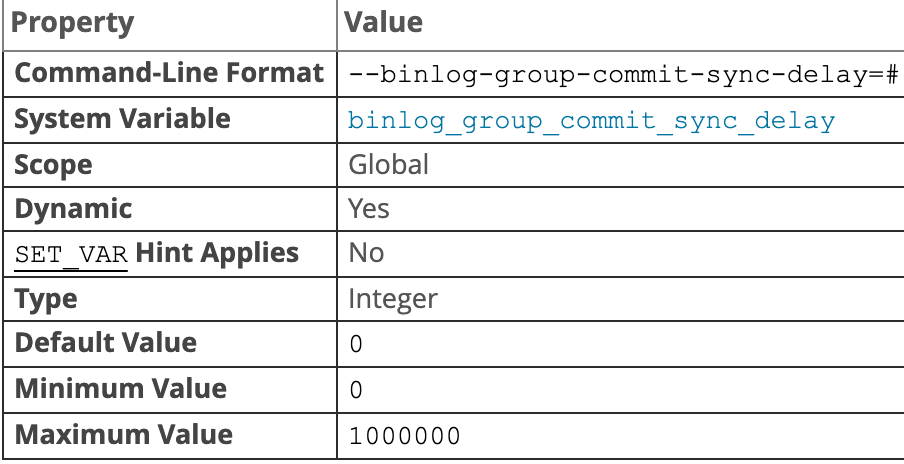 Property Value
Command-Line Format --binlog-group-commit-sync-delay=#
System Variable binlog_group_commit_sync_delay
Scope Global
Dynamic Yes
SET_VAR Hint Applies No
Type Integer
Default Value 0
Minimum Value 0
Maximum Value 1000000